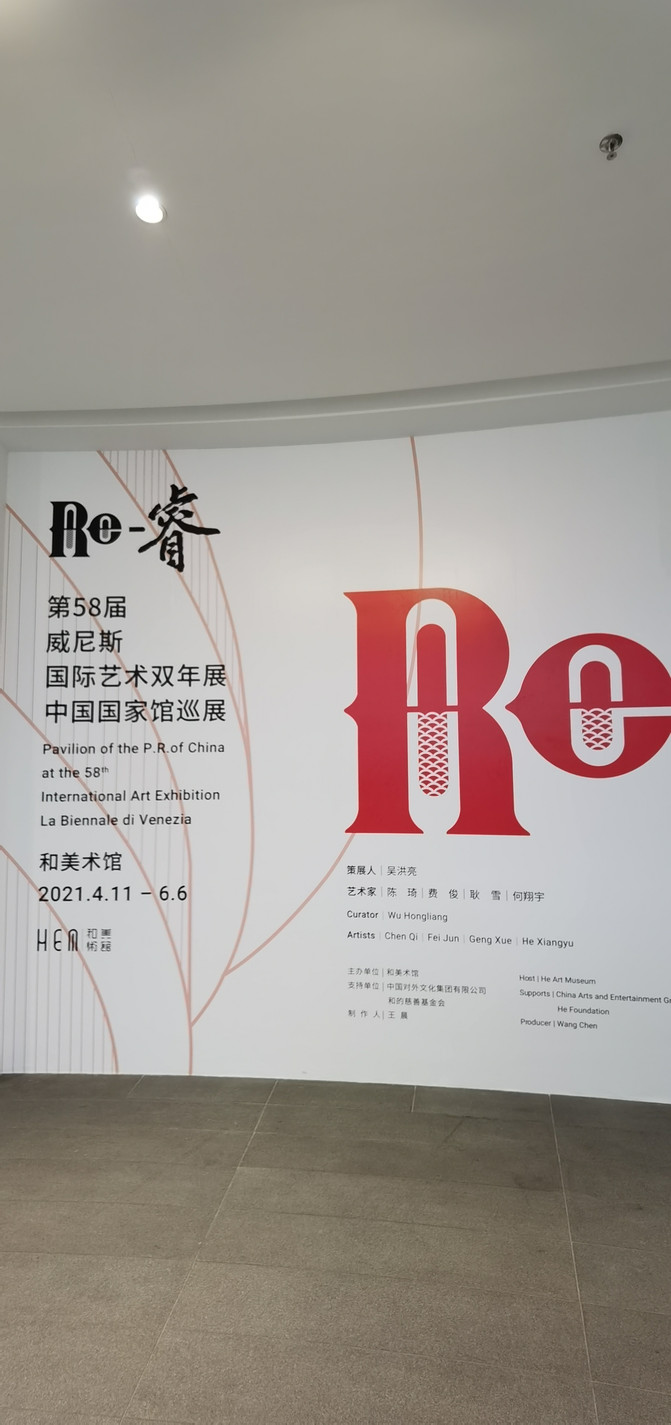 Re-睿
第58届
威尼斯
国际艺术双年展
中国国家馆巡展
Pavilion of the P.R.of China
at the 58th
International Art Exhibition
La Biennale di Venezia
和美术馆
2021.4.11 – 6.6
HEM 和美術館
Re
策展人 | 吴洪亮
艺术家 | 陈 琦 | 费 俊 | 耿 雪 | 何翔宇
Curator | Wu Hongliang
Artists | Chen Qi | Fei Jun | Geng Xue | He Xiangyu
主办单位 | 和美术馆
支持单位 | 中国对外文化集团有限公司
和的慈善基金会
制 作 人 | 王 晨
Host | He Art Museum
Supports | China Arts and Entertainment
He Foundation
Producer | Wang Chen